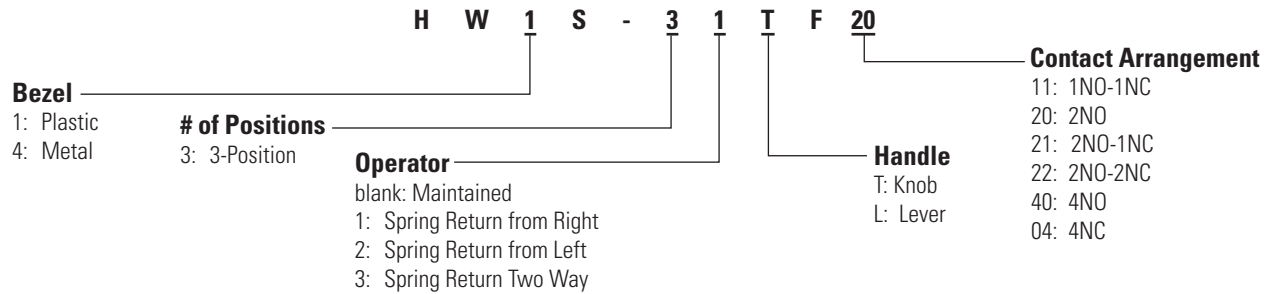 H W 1 S - 3 1 T F 20
Bezel
1: Plastic
4: Metal
# of Positions
3: 3-Position
Operator
blank: Maintained
1: Spring Return from Right
2: Spring Return from Left
3: Spring Return Two Way
Handle
T: Knob
L: Lever
Contact Arrangement
11: 1NO-1NC
20: 2NO
21: 2NO-1NC
22: 2NO-2NC
40: 4NO
04: 4NC